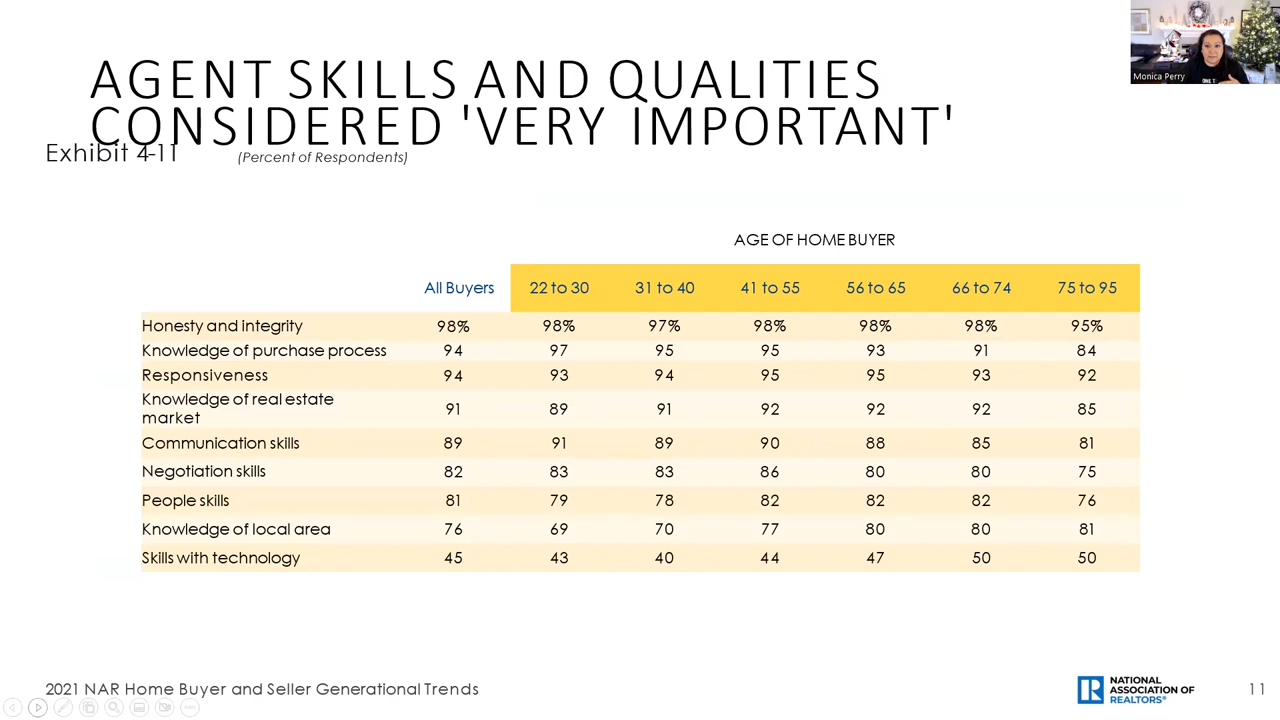 Monica Perry
AGENT SKILLS AND QUALITIES
CONSIDERED 'VERY IMPORTANT'
Exhibit 4-11 (Percent of Respondents)
AGE OF HOME BUYER
All Buyers 22 to 30 31 to 40 41 to 55 56 to 65 66 to 74 75 to 95
Honesty and integrity 98% 98% 97% 98% 98% 98% 95%
Knowledge of purchase process 94 97 95 95 93 91 84
Responsiveness 94 93 94 95 95 93 92
Knowledge of real estate
market 91 89 91 92 92 92 85
Communication skills 89 91 89 90 88 85 81
Negotiation skills 82 83 83 86 80 80 75
People skills 81 79 78 82 82 82 76
Knowledge of local area 76 69 70 77 80 80 81
Skills with technology 45 43 40 44 47 50 50
2021 NAR Home Buyer and Seller Generational Trends
NATIONAL
ASSOCIATION OF
REALTORS®
11